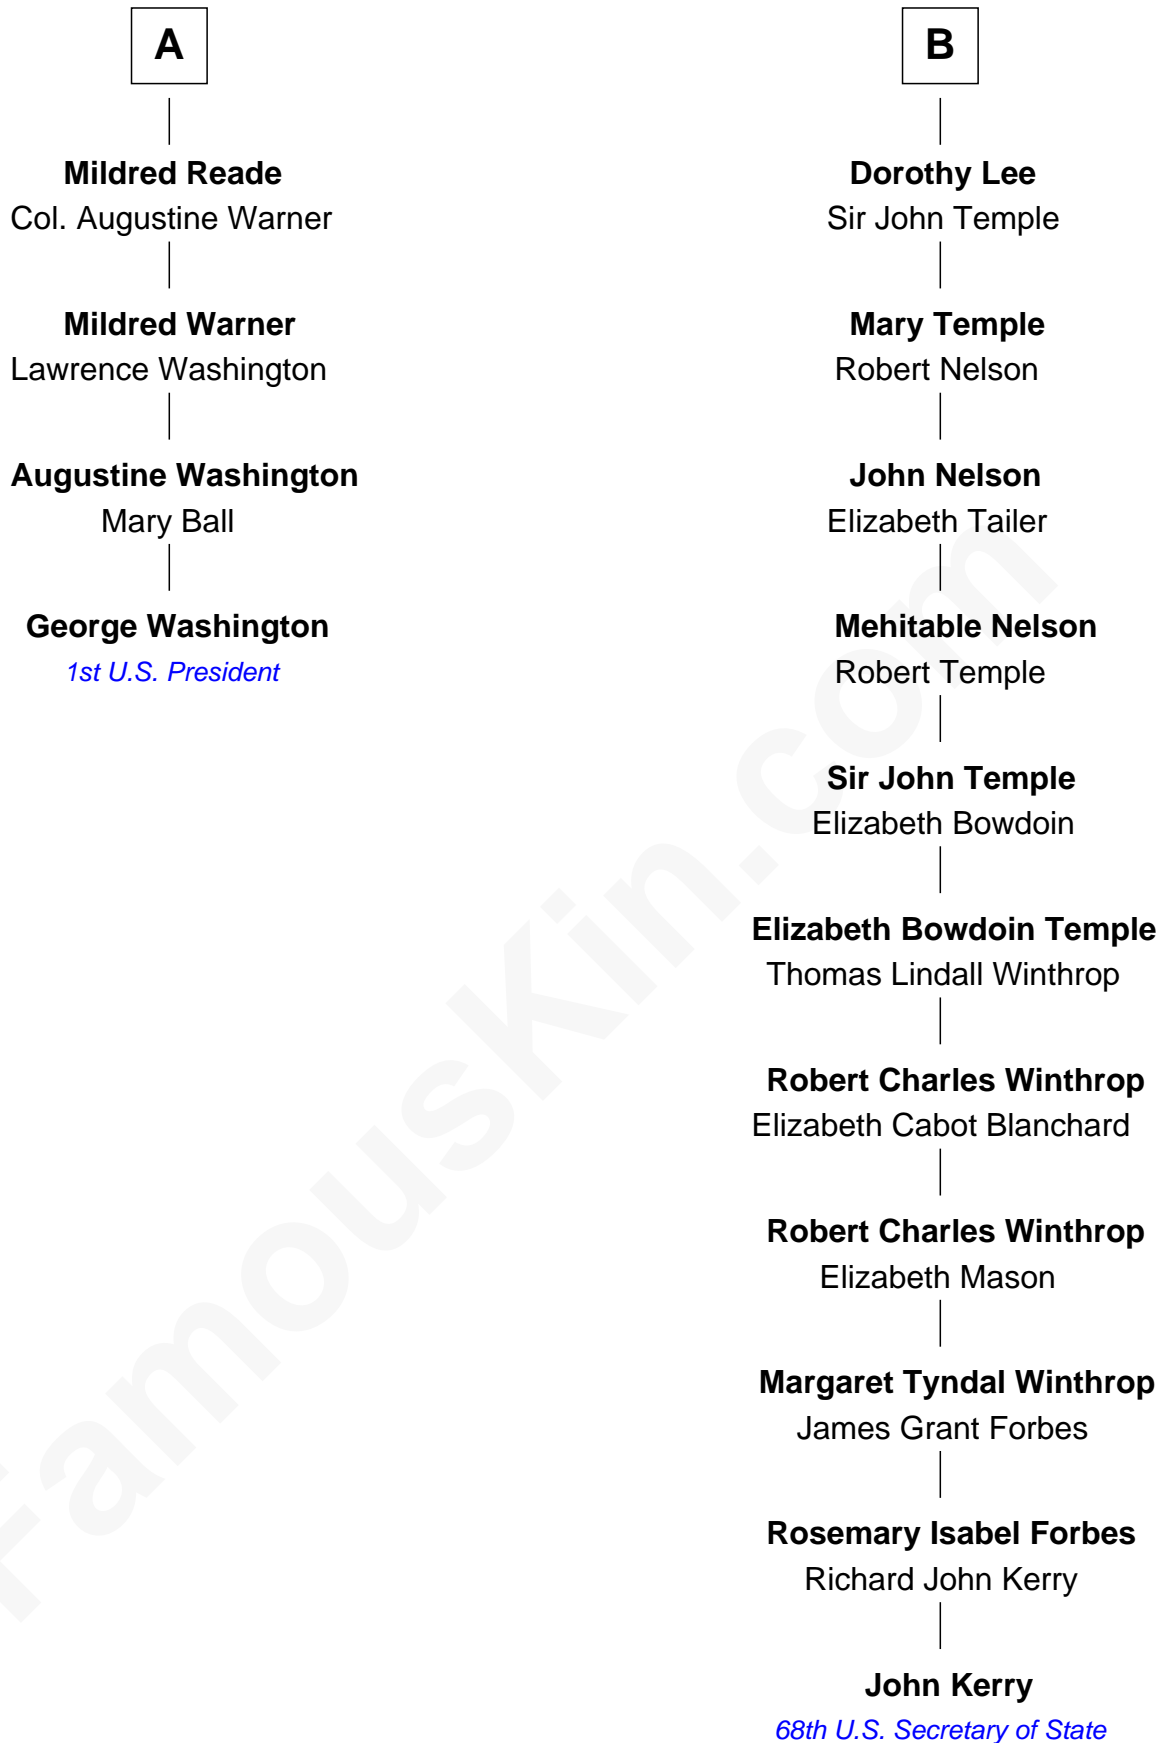 A
Mildred Reade
Col. Augustine Warner
Mildred Warner
Lawrence Washington
Augustine Washington
Mary Ball
George Washington
1st U.S. President
B
Dorothy Lee
Sir John Temple
Mary Temple
Robert Nelson
John Nelson
Elizabeth Tailer
Mehitable Nelson
Robert Temple
Sir John Temple
Elizabeth Bowdoin
Elizabeth Bowdoin Temple
Thomas Lindall Winthrop
Robert Charles Winthrop
Elizabeth Cabot Blanchard
Robert Charles Winthrop
Elizabeth Mason
Margaret Tyndal Winthrop
James Grant Forbes
Rosemary Isabel Forbes
Richard John Kerry
John Kerry
68th U.S. Secretary of State
FamousKin.com